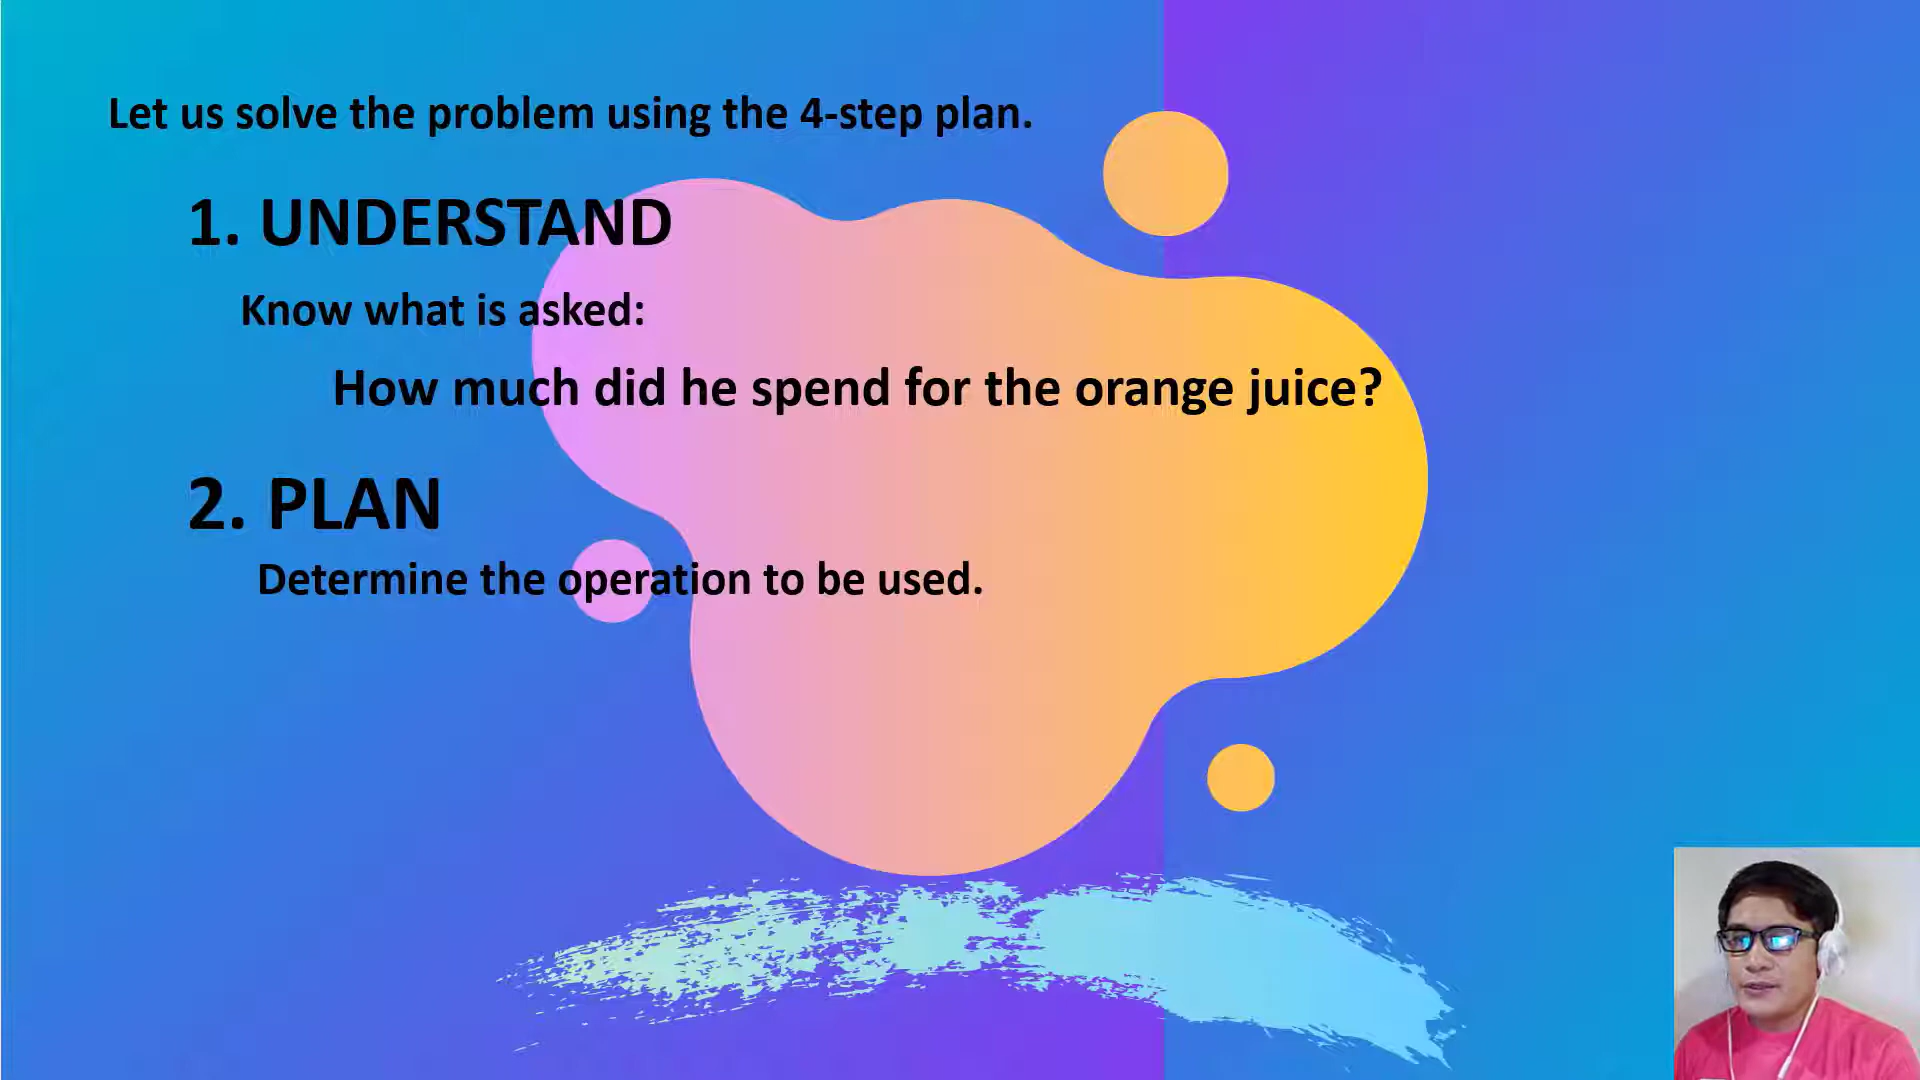 Let us solve the problem using the 4-step plan.
1. UNDERSTAND
Know what is asked:
How much did he spend for the orange juice?
2. PLAN
Determine the operation to be used.